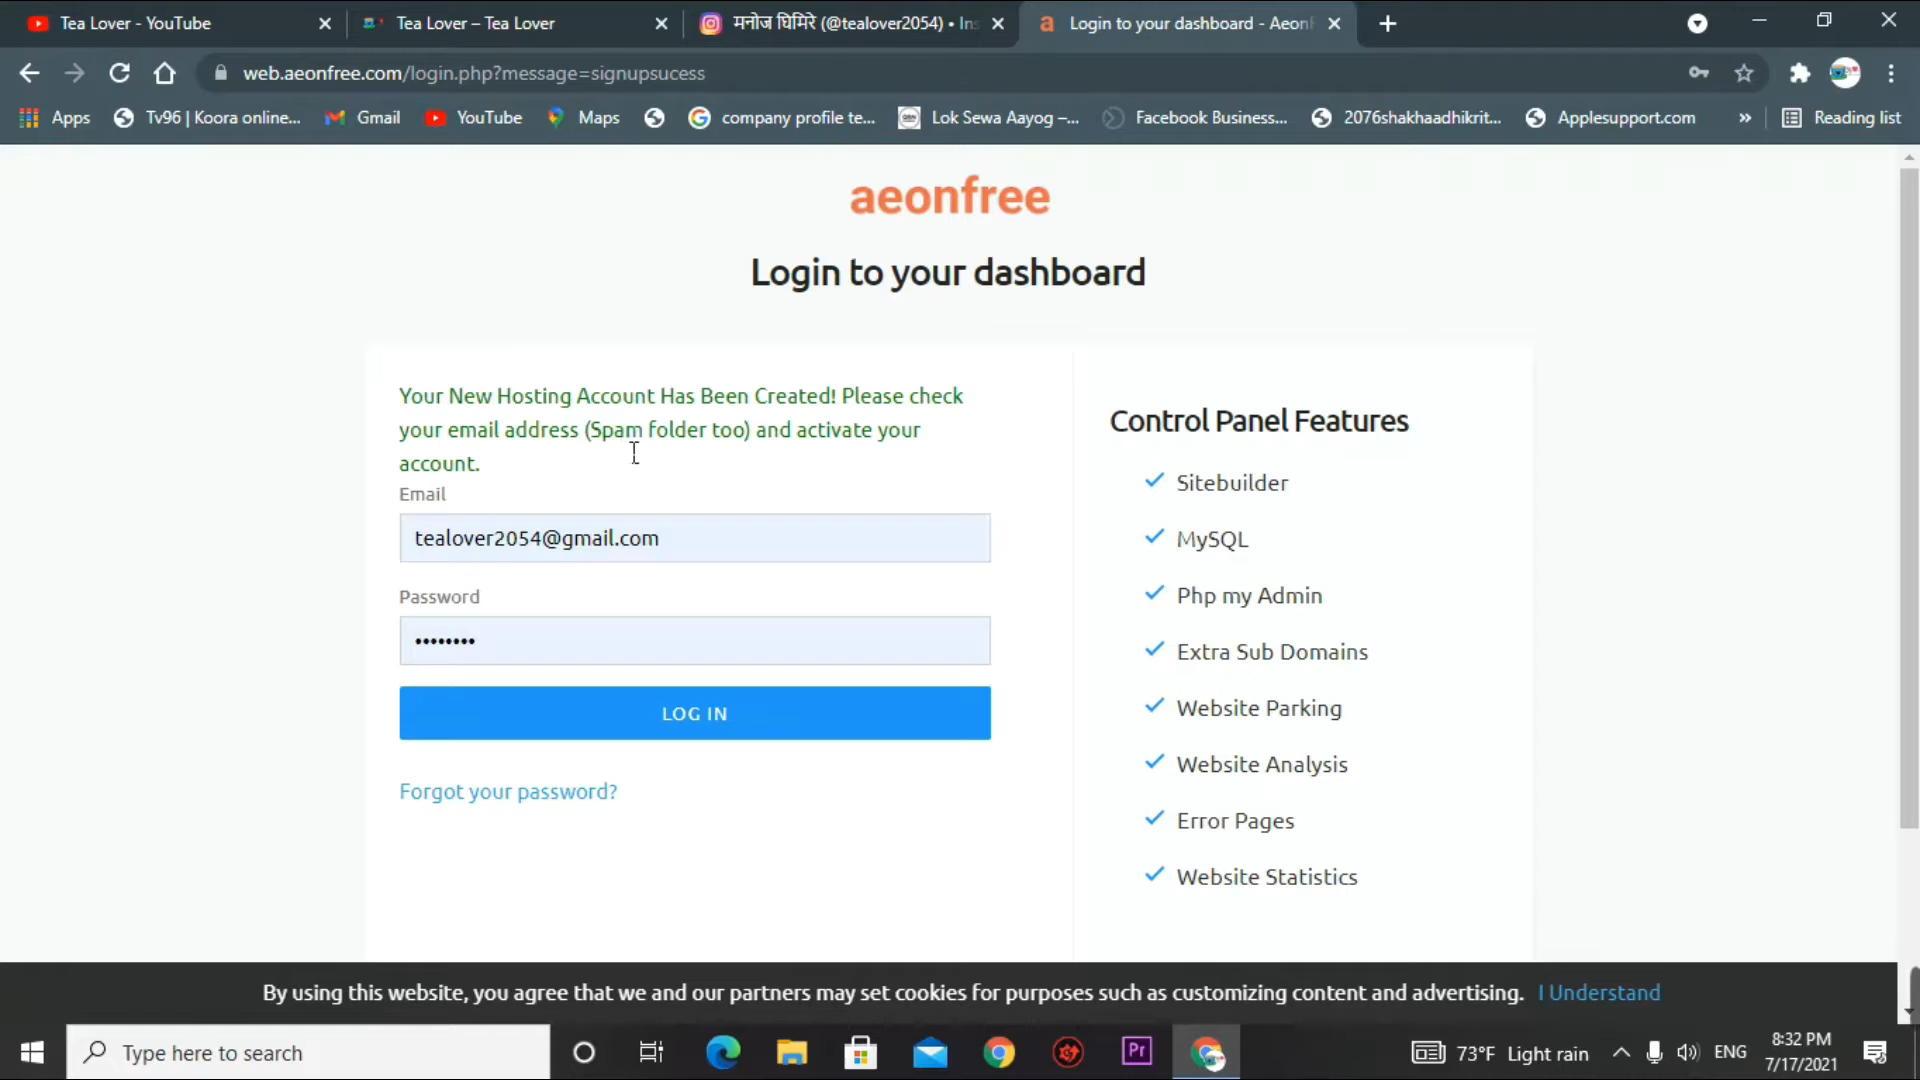 Tea Lover - YouTube
Tea Lover – Tea Lover
मनोज घिमिरे (@tealover2054) • Ins
Login to your dashboard - AeonF
web.aeonfree.com/login.php?message=signupsucess
Apps
Tv96 | Koora online...
Gmail
YouTube
Maps
company profile te...
Lok Sewa Aayog –...
Facebook Business...
2076shakhaadhikrit...
Applesupport.com
Reading list
aeonfree
Login to your dashboard
Your New Hosting Account Has Been Created! Please check
your email address (Spam folder too) and activate your
account.
Email
tealover2054@gmail.com
Password
LOG IN
Forgot your password?
Control Panel Features
Sitebuilder
MySQL
Php my Admin
Extra Sub Domains
Website Parking
Website Analysis
Error Pages
Website Statistics
By using this website, you agree that we and our partners may set cookies for purposes such as customizing content and advertising. I Understand
Type here to search
Pr
73°F Light rain
ENG
8:32 PM
7/17/2021